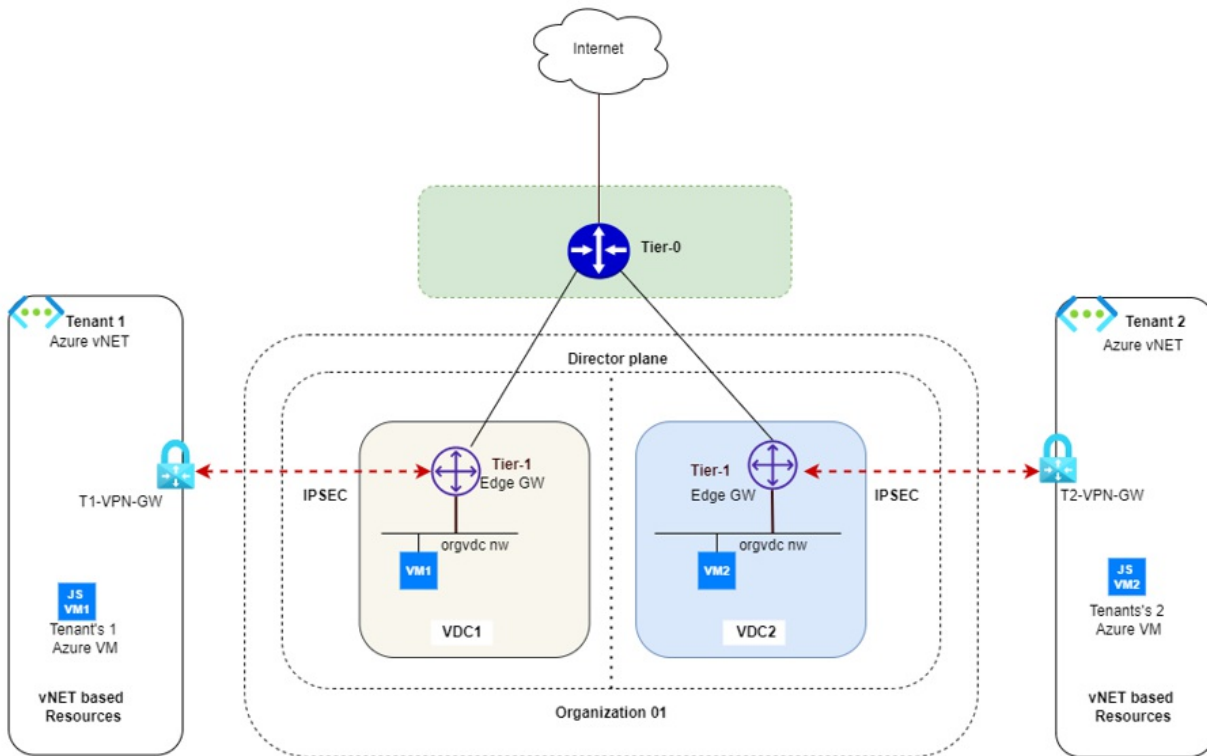 Internet
Tier-0
Tenant 1
Azure vNET
Tenant 2
Azure vNET
Director plane
Tier-1
Edge GW
Tier-1
Edge GW
IPSEC
IPSEC
T1-VPN-GW
T2-VPN-GW
orgvdc nw
orgvdc nw
VM1
VM2
JS
VM1
Tenant's 1
Azure VM
JS
VM2
Tenants's 2
Azure VM
VDC1
VDC2
vNET based
Resources
Organization 01
vNET based
Resources